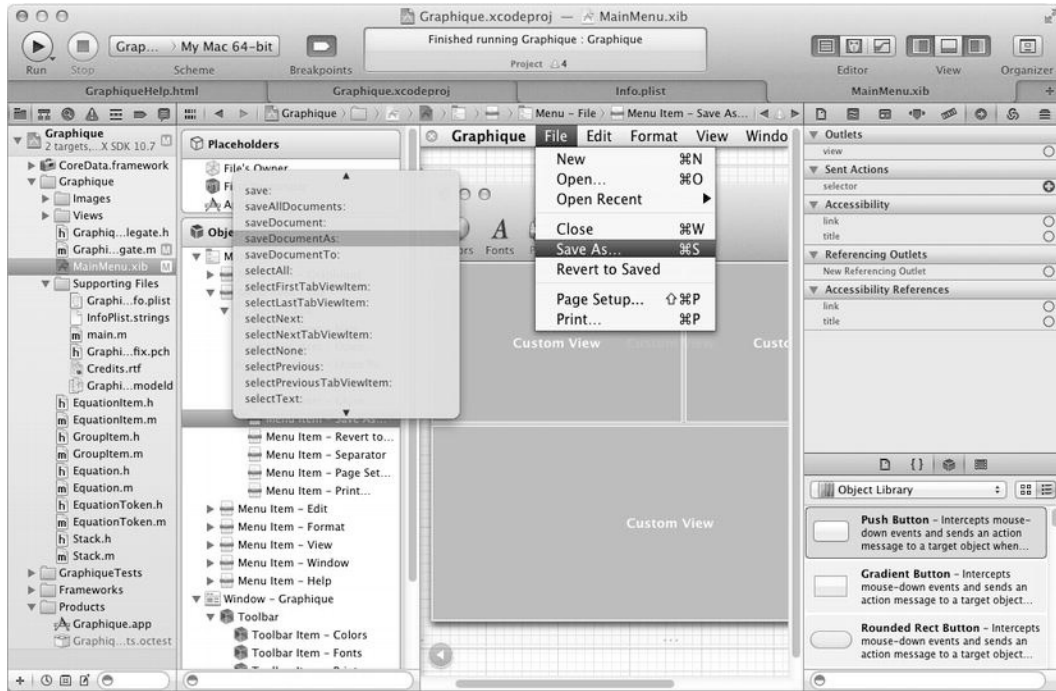 Graphique.xcodeproj — MainMenu.xib
Run
Stop
Grap... My Mac 64-bit
Scheme
Breakpoints
Finished running Graphique : Graphique
Project 4
Editor
View
Organizer
GraphiqueHelp.html
Graphique.xcodeproj
Info.plist
MainMenu.xib
+
Graphique
Menu – File
Menu Item – Save As...
Graphique
2 targets,...X SDK 10.7
M
CoreData.framework
Graphique
Images
Views
Graphiq...legate.h
Graphi...gate.m
M
MainMenu.xib
M
Supporting Files
Graphi...fo.plist
InfoPlist.strings
main.m
Graphi...fix.pch
Credits.rtf
Graphi...modeld
EquationItem.h
EquationItem.m
GroupItem.h
GroupItem.m
Equation.h
Equation.m
EquationToken.h
EquationToken.m
Stack.h
Stack.m
GraphiqueTests
Frameworks
Products
Graphique.app
Graphiq...ts.octest
Placeholders
File's Owner
save:
saveAllDocuments:
saveDocument:
saveDocumentAs:
saveDocumentTo:
selectAll:
selectFirstTabViewItem:
selectLastTabViewItem:
selectNext:
selectNextTabViewItem:
selectNone:
selectPrevious:
selectPreviousTabViewItem:
selectText:
Menu Item – Save As...
Menu Item – Revert to...
Menu Item – Separator
Menu Item – Page Set...
Menu Item – Print...
Menu Item – Edit
Menu Item – Format
Menu Item – View
Menu Item – Window
Menu Item – Help
Window – Graphique
Toolbar
Toolbar Item – Colors
Toolbar Item – Fonts
Graphique File Edit Format View Windo
New ⌘N
Open... ⌘O
Open Recent
Close ⌘W
Save As... ⌘S
Revert to Saved
Page Setup... ⇧⌘P
Print... ⌘P
Fonts
Custom View
Custo
Custom View
Outlets
view
Sent Actions
selector
Accessibility
link
title
Referencing Outlets
New Referencing Outlet
Accessibility References
link
title
Object Library
Push Button – Intercepts mouse-
down events and sends an action
message to a target object when...
Gradient Button – Intercepts
mouse-down events and sends an
action message to a target object...
Rounded Rect Button – Intercepts
mouse-down events and sends an
action message to a target object...